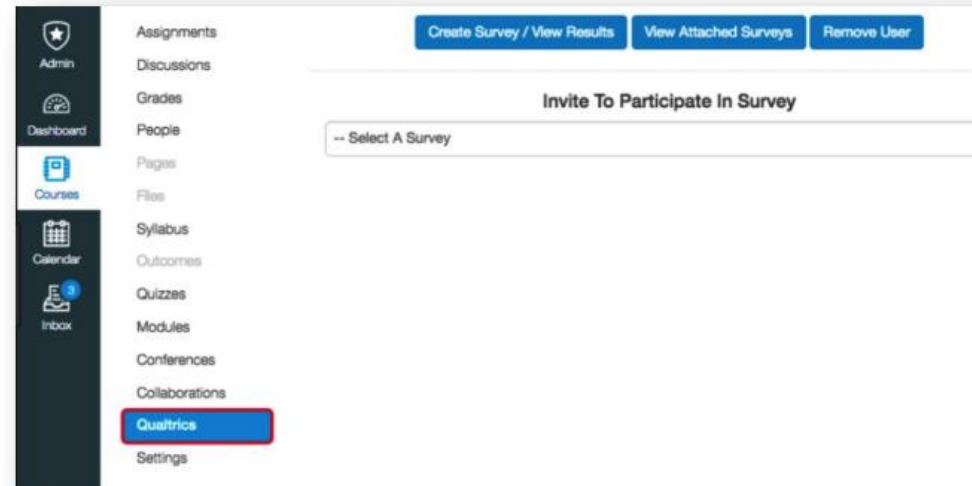 Admin
Dashboard
Courses
Calendar
3
Inbox
Assignments
Discussions
Grades
People
Pages
Files
Syllabus
Outcomes
Quizzes
Modules
Conferences
Collaborations
Qualtrics
Settings
Create Survey / View Results
View Attached Surveys
Remove User
Invite To Participate In Survey
-- Select A Survey